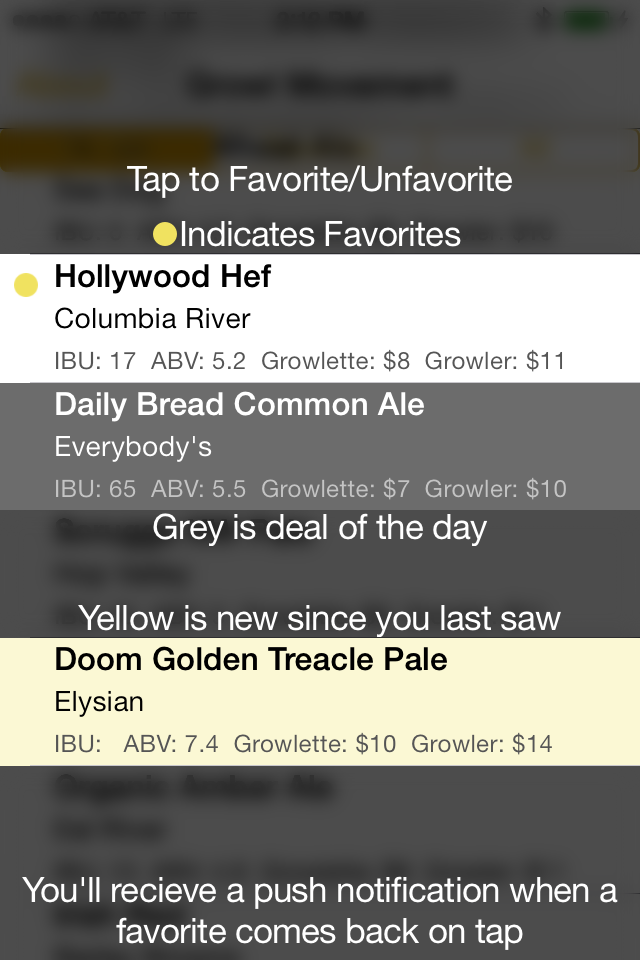 Tap to Favorite/Unfavorite
Indicates Favorites
Hollywood Hef
Columbia River
IBU: 17 ABV: 5.2 Growlette: $8 Growler: $11
Daily Bread Common Ale
Everybody's
IBU: 65 ABV: 5.5 Growlette: $7 Growler: $10
Grey is deal of the day
Yellow is new since you last saw
Doom Golden Treacle Pale
Elysian
IBU: ABV: 7.4 Growlette: $10 Growler: $14
Organic Amber Ale
You'll recieve a push notification when a
favorite comes back on tap